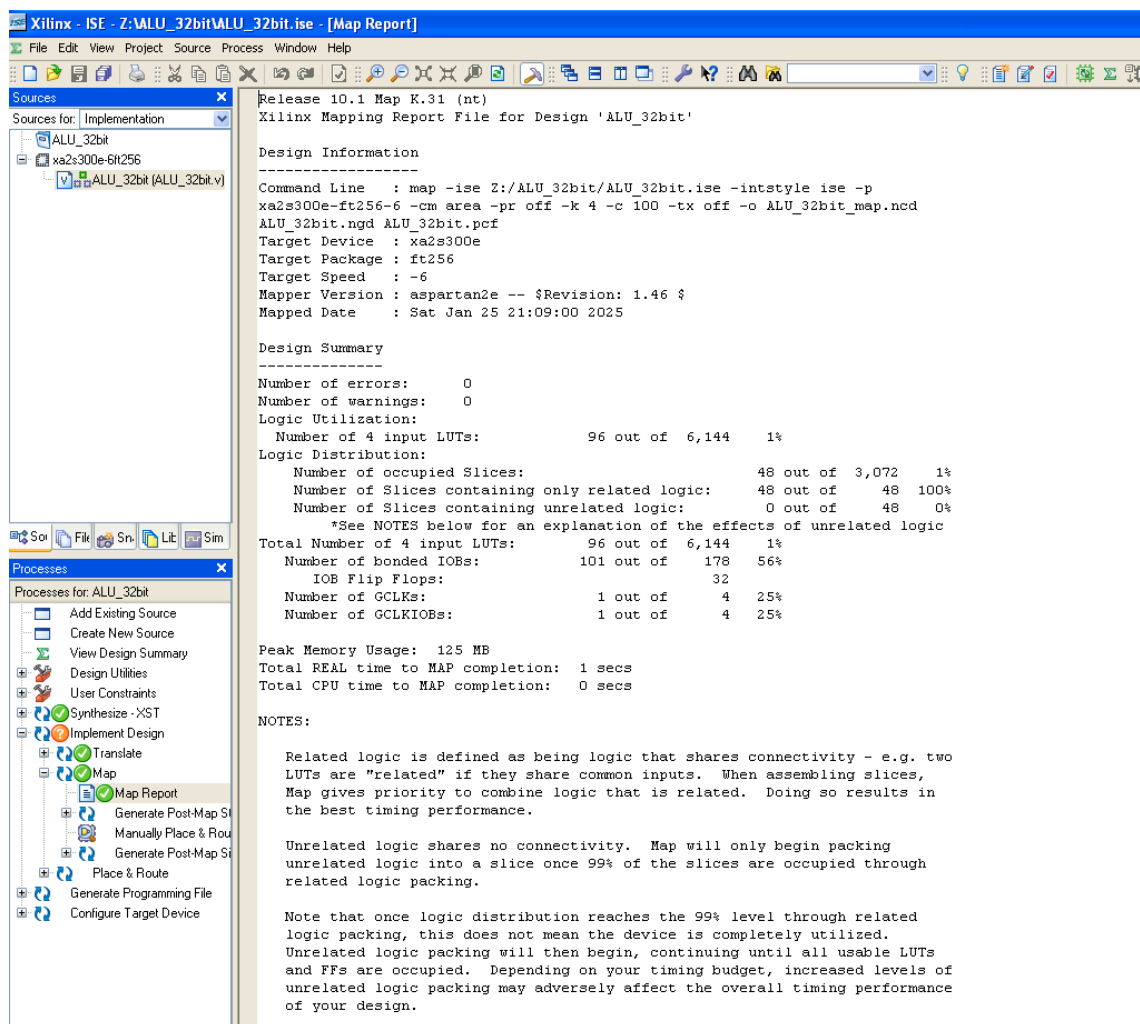 Xilinx - ISE - Z:\ALU_32bit\ALU_32bit.ise - [Map Report]
File Edit View Project Source Process Window Help
Sources
Sources for: Implementation
ALU_32bit
xa2s300e-6ft256
ALU_32bit (ALU_32bit.v)
Sou File Sn. Lib Sim
Processes
Processes for: ALU_32bit
Add Existing Source
Create New Source
View Design Summary
Design Utilities
User Constraints
Synthesize - XST
Implement Design
Translate
Map
Map Report
Generate Post-Map S
Manually Place & Rou
Generate Post-Map Si
Place & Route
Generate Programming File
Configure Target Device
Release 10.1 Map K.31 (nt)
Xilinx Mapping Report File for Design 'ALU_32bit'
Design Information
------------------
Command Line   : map -ise Z:/ALU_32bit/ALU_32bit.ise -intstyle ise -p
xa2s300e-ft256-6 -cm area -pr off -k 4 -c 100 -tx off -o ALU_32bit_map.ncd
ALU_32bit.ngd ALU_32bit.pcf
Target Device  : xa2s300e
Target Package : ft256
Target Speed   : -6
Mapper Version : aspartan2e -- $Revision: 1.46 $
Mapped Date    : Sat Jan 25 21:09:00 2025
Design Summary
--------------
Number of errors:      0
Number of warnings:    0
Logic Utilization:
Number of 4 input LUTs:            96 out of  6,144    1%
Logic Distribution:
Number of occupied Slices:                          48 out of  3,072    1%
Number of Slices containing only related logic:     48 out of     48  100%
Number of Slices containing unrelated logic:         0 out of     48    0%
*See NOTES below for an explanation of the effects of unrelated logic
Total Number of 4 input LUTs:        96 out of  6,144    1%
Number of bonded IOBs:           101 out of    178   56%
IOB Flip Flops:                              32
Number of GCLKs:                   1 out of      4   25%
Number of GCLKIOBs:                1 out of      4   25%
Peak Memory Usage:  125 MB
Total REAL time to MAP completion:  1 secs
Total CPU time to MAP completion:   0 secs
NOTES:
Related logic is defined as being logic that shares connectivity - e.g. two
LUTs are "related" if they share common inputs.  When assembling slices,
Map gives priority to combine logic that is related.  Doing so results in
the best timing performance.
Unrelated logic shares no connectivity.  Map will only begin packing
unrelated logic into a slice once 99% of the slices are occupied through
related logic packing.
Note that once logic distribution reaches the 99% level through related
logic packing, this does not mean the device is completely utilized.
Unrelated logic packing will then begin, continuing until all usable LUTs
and FFs are occupied.  Depending on your timing budget, increased levels of
unrelated logic packing may adversely affect the overall timing performance
of your design.